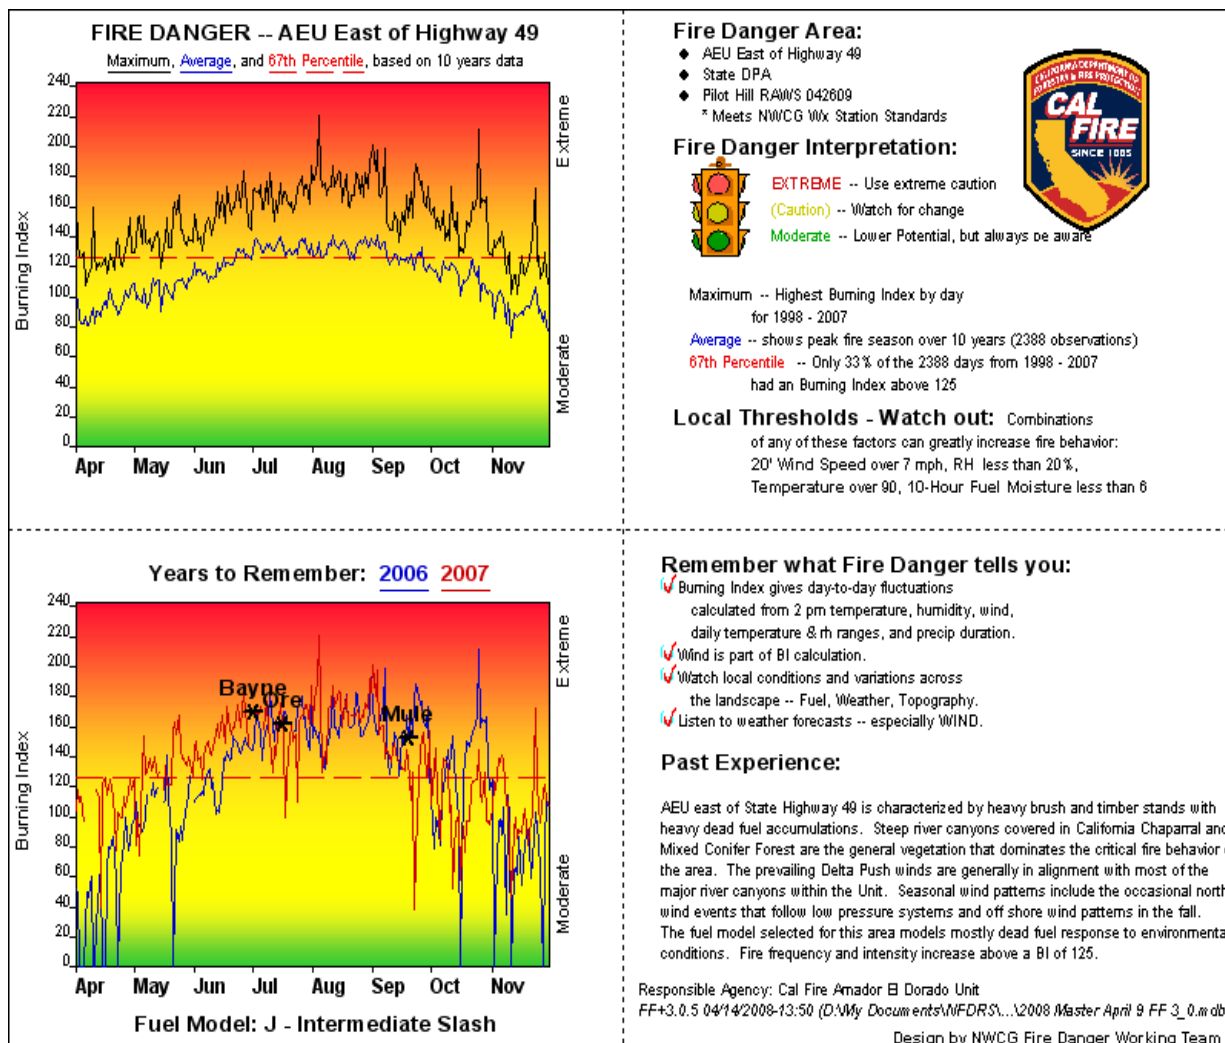 FIRE DANGER -- AEU East of Highway 49
Maximum, Average, and 67th Percentile, based on 10 years data
Burning Index
240
220
200
180
160
140
120
100
80
60
40
20
0
Extreme
Moderate
Apr May Jun Jul Aug Sep Oct Nov
Fire Danger Area:
♦ AEU East of Highway 49
♦ State DPA
♦ Pilot Hill RAWS 042609
* Meets NWCG Wx Station Standards
CALIFORNIA DEPARTMENT OF
FORESTRY & FIRE PROTECTION
CAL
FIRE
SINCE 1885
Fire Danger Interpretation:
EXTREME -- Use extreme caution
(Caution) -- Watch for change
Moderate -- Lower Potential, but always be aware
Maximum -- Highest Burning Index by day
for 1998 - 2007
Average -- shows peak fire season over 10 years (2388 observations)
67th Percentile -- Only 33% of the 2388 days from 1998 - 2007
had an Burning Index above 125
Local Thresholds - Watch out: Combinations
of any of these factors can greatly increase fire behavior:
20' Wind Speed over 7 mph, RH less than 20%,
Temperature over 90, 10-Hour Fuel Moisture less than 6
Years to Remember: 2006 2007
Burning Index
240
220
200
180
160
140
120
100
80
60
40
20
0
Extreme
Moderate
Bayne
Ore
Mule
Apr May Jun Jul Aug Sep Oct Nov
Fuel Model: J - Intermediate Slash
Remember what Fire Danger tells you:
Burning Index gives day-to-day fluctuations
calculated from 2 pm temperature, humidity, wind,
daily temperature & rh ranges, and precip duration.
Wind is part of BI calculation.
Watch local conditions and variations across
the landscape -- Fuel, Weather, Topography.
Listen to weather forecasts -- especially WIND.
Past Experience:
AEU east of State Highway 49 is characterized by heavy brush and timber stands with
heavy dead fuel accumulations. Steep river canyons covered in California Chaparral and
Mixed Conifer Forest are the general vegetation that dominates the critical fire behavior
the area. The prevailing Delta Push winds are generally in alignment with most of the
major river canyons within the Unit. Seasonal wind patterns include the occasional north
wind events that follow low pressure systems and off shore wind patterns in the fall.
The fuel model selected for this area models mostly dead fuel response to environmenta
conditions. Fire frequency and intensity increase above a BI of 125.
Responsible Agency: Cal Fire Amador El Dorado Unit
FF+3.0.5 04/14/2008-13:50 (D:\My Documents\NFDRS\...\2008 Master April 9 FF 3_0.mdb
Design by NWCG Fire Danger Working Team